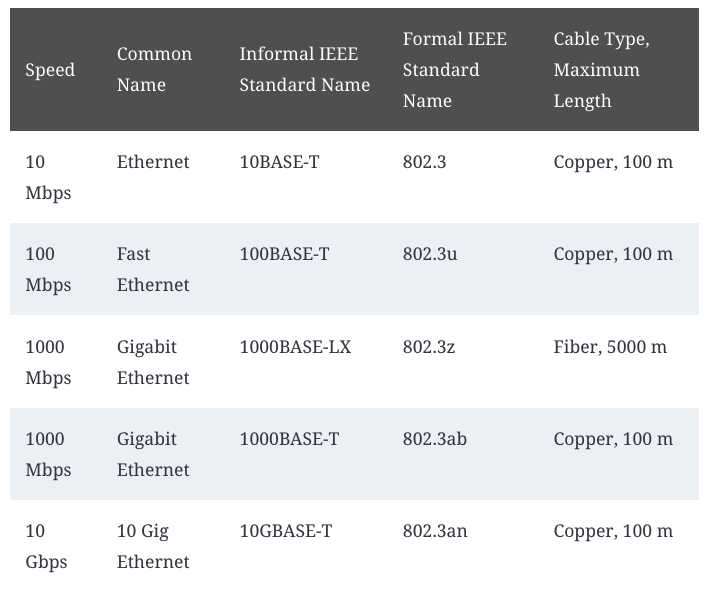 Speed Common Name Informal IEEE Standard Name Formal IEEE Standard Name Cable Type, Maximum Length
10 Mbps Ethernet 10BASE-T 802.3 Copper, 100 m
100 Mbps Fast Ethernet 100BASE-T 802.3u Copper, 100 m
1000 Mbps Gigabit Ethernet 1000BASE-LX 802.3z Fiber, 5000 m
1000 Mbps Gigabit Ethernet 1000BASE-T 802.3ab Copper, 100 m
10 Gbps 10 Gig Ethernet 10GBASE-T 802.3an Copper, 100 m